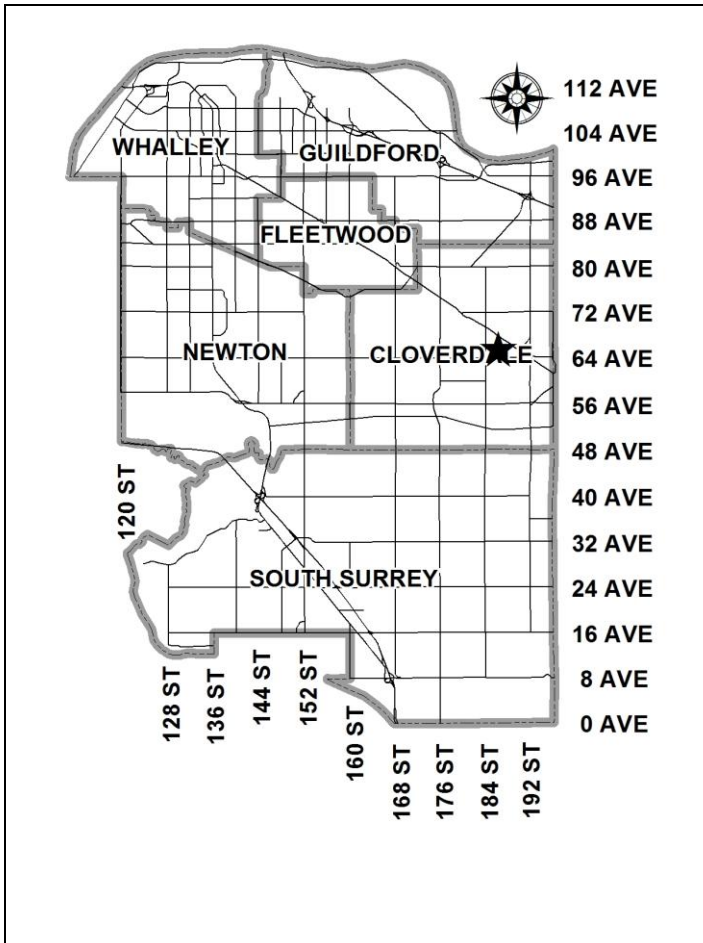 112 AVE
104 AVE
WHALLEY
GUILDFORD
96 AVE
88 AVE
FLEETWOOD
80 AVE
72 AVE
NEWTON
CLOVERDALE
64 AVE
56 AVE
48 AVE
120 ST
40 AVE
32 AVE
SOUTH SURREY
24 AVE
16 AVE
8 AVE
128 ST
136 ST
144 ST
152 ST
160 ST
0 AVE
168 ST
176 ST
184 ST
192 ST